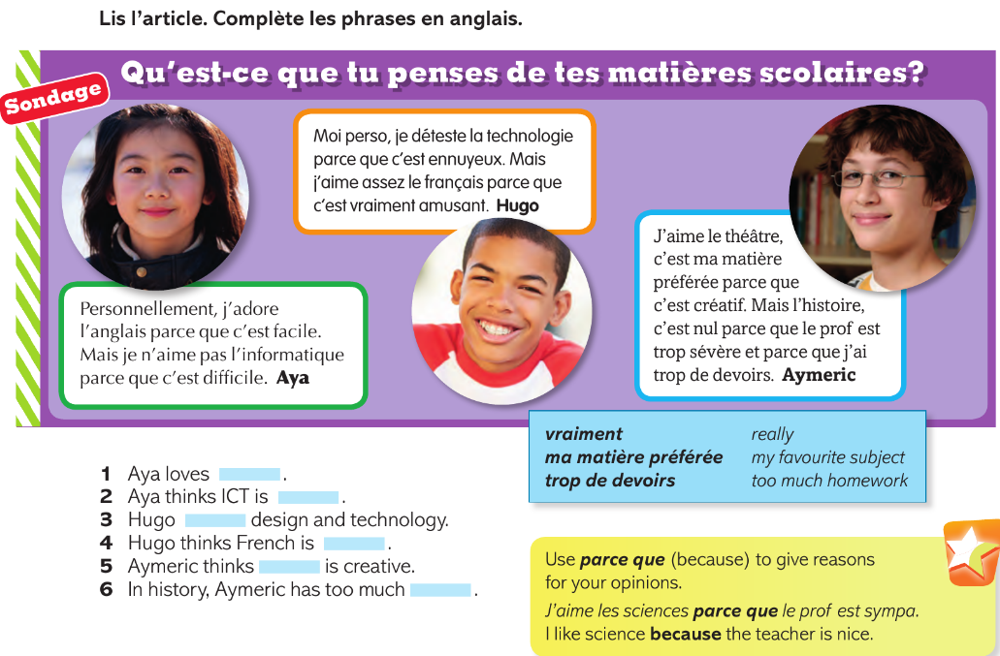 Lis l'article. Complète les phrases en anglais.
Sondage
Qu'est-ce que tu penses de tes matières scolaires?
Moi perso, je déteste la technologie
parce que c'est ennuyeux. Mais
j'aime assez le français parce que
c'est vraiment amusant. Hugo
Personnellement, j'adore
l'anglais parce que c'est facile.
Mais je n'aime pas l'informatique
parce que c'est difficile. Aya
J'aime le théâtre,
c'est ma matière
préférée parce que
c'est créatif. Mais l'histoire,
c'est nul parce que le prof est
trop sévère et parce que j'ai
trop de devoirs. Aymeric
vraiment really
ma matière préférée my favourite subject
trop de devoirs too much homework
1 Aya loves .
2 Aya thinks ICT is .
3 Hugo design and technology.
4 Hugo thinks French is .
5 Aymeric thinks is creative.
6 In history, Aymeric has too much .
Use parce que (because) to give reasons
for your opinions.
J'aime les sciences parce que le prof est sympa.
I like science because the teacher is nice.